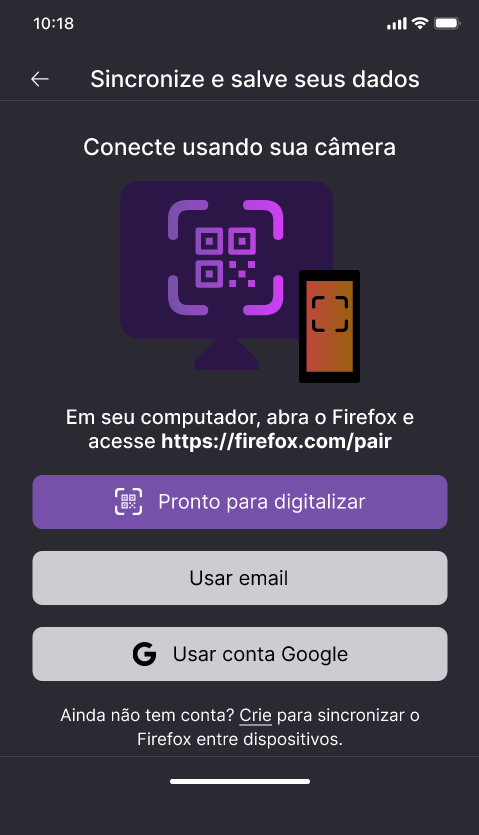 10:18
Sincronize e salve seus dados
Conecte usando sua câmera
Em seu computador, abra o Firefox e
acesse https://firefox.com/pair
Pronto para digitalizar
Usar email
Usar conta Google
Ainda não tem conta? Crie para sincronizar o
Firefox entre dispositivos.